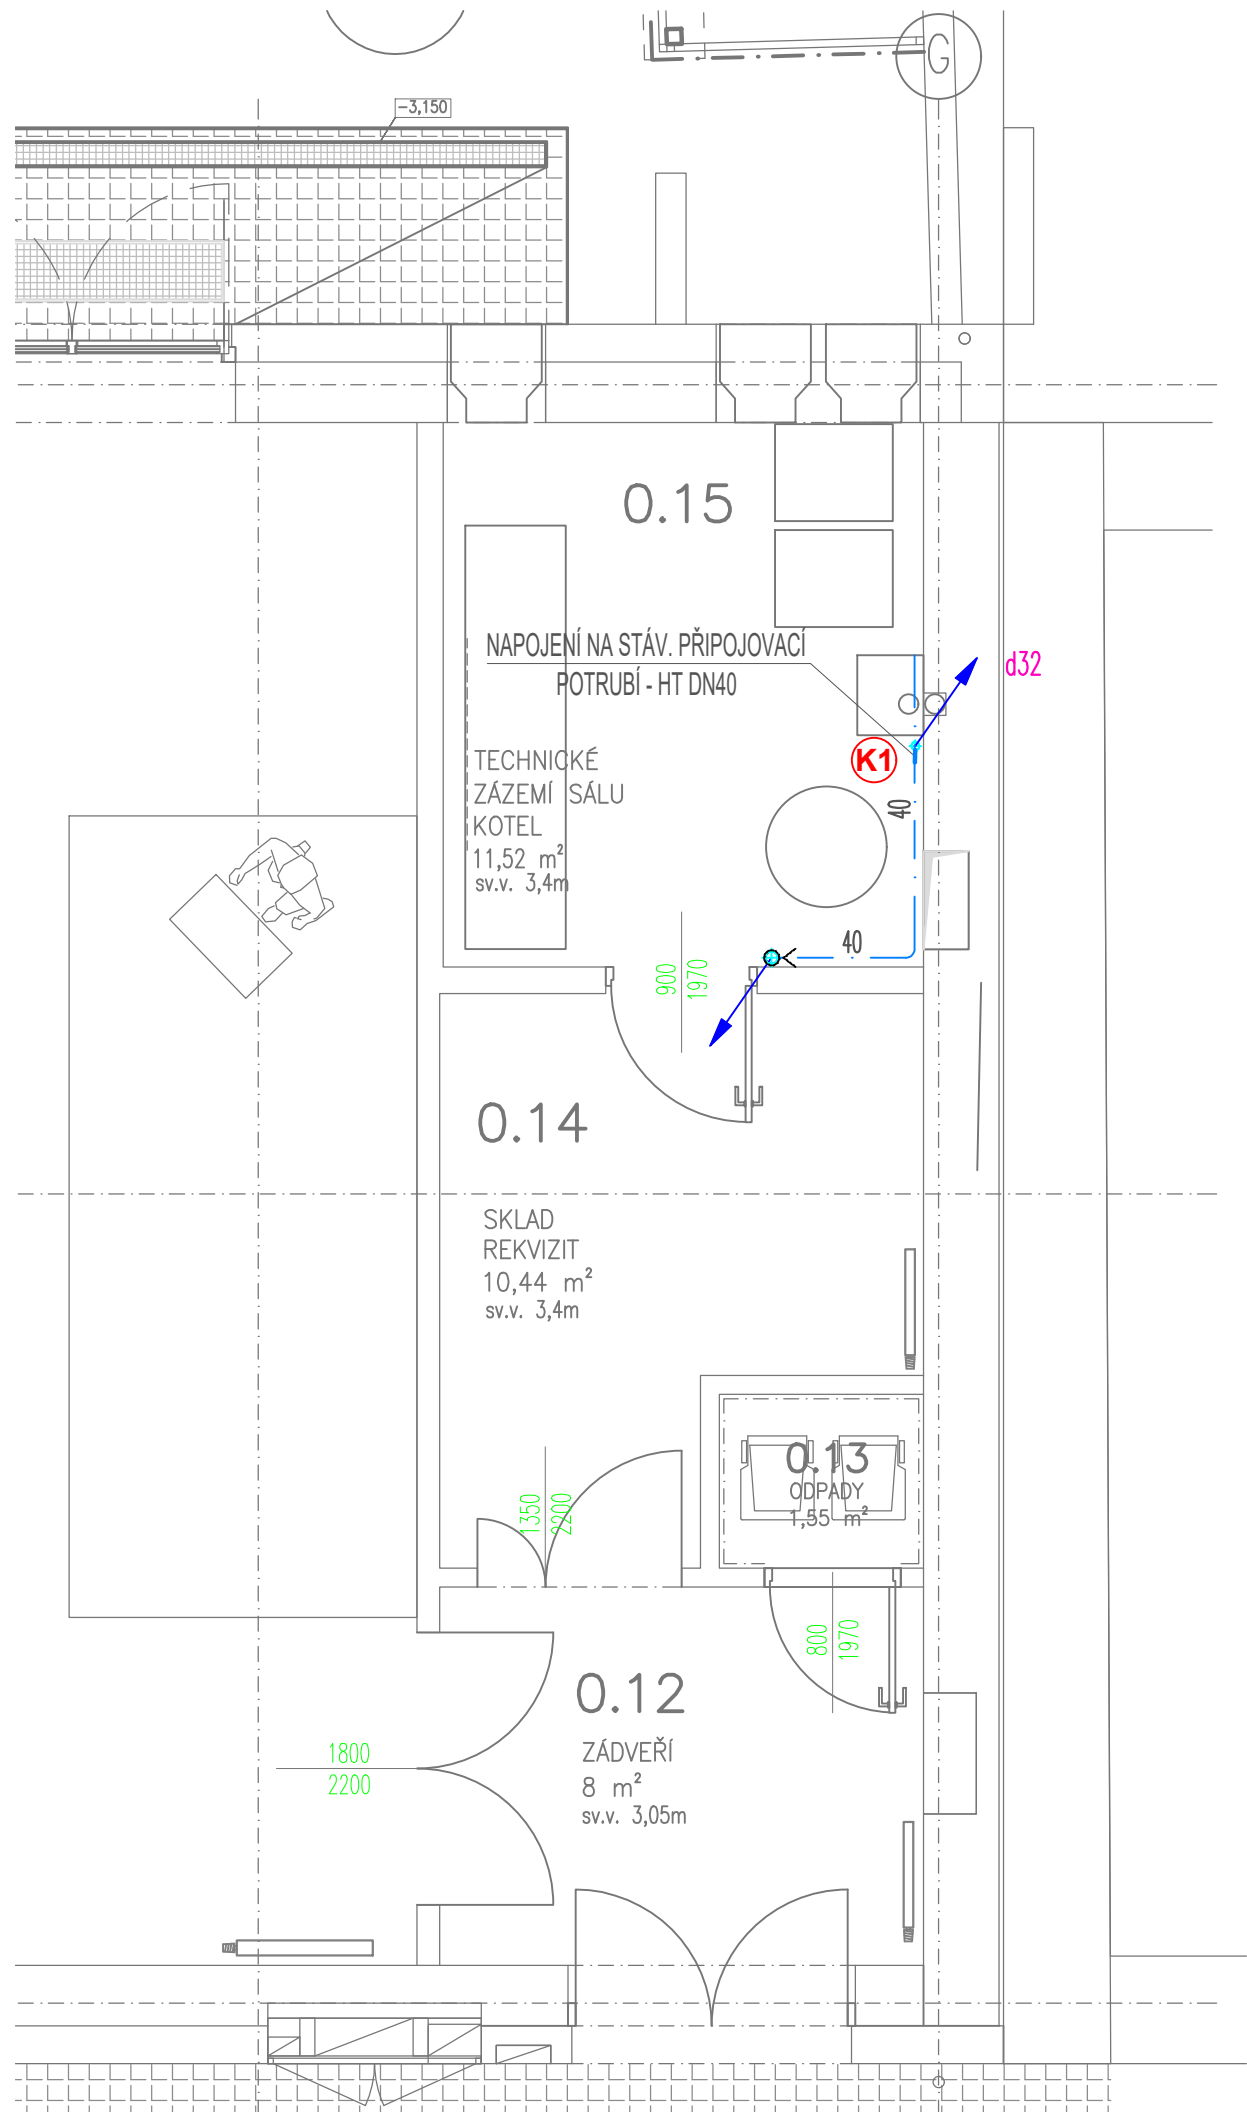 G
-3,150
0.15
NAPOJENÍ NA STÁV. PŘIPOJOVACÍ
POTRUBÍ - HT DN40
d32
K1
TECHNICKÉ
ZÁZEMÍ SÁLU
KOTEL
11,52 m²
sv.v. 3,4m
40
40
900
1970
0.14
SKLAD
REKVIZIT
10,44 m²
sv.v. 3,4m
0.13
ODPADY
1,55 m²
1350
2200
800
1970
0.12
ZÁDVEŘÍ
8 m²
sv.v. 3,05m
1800
2200